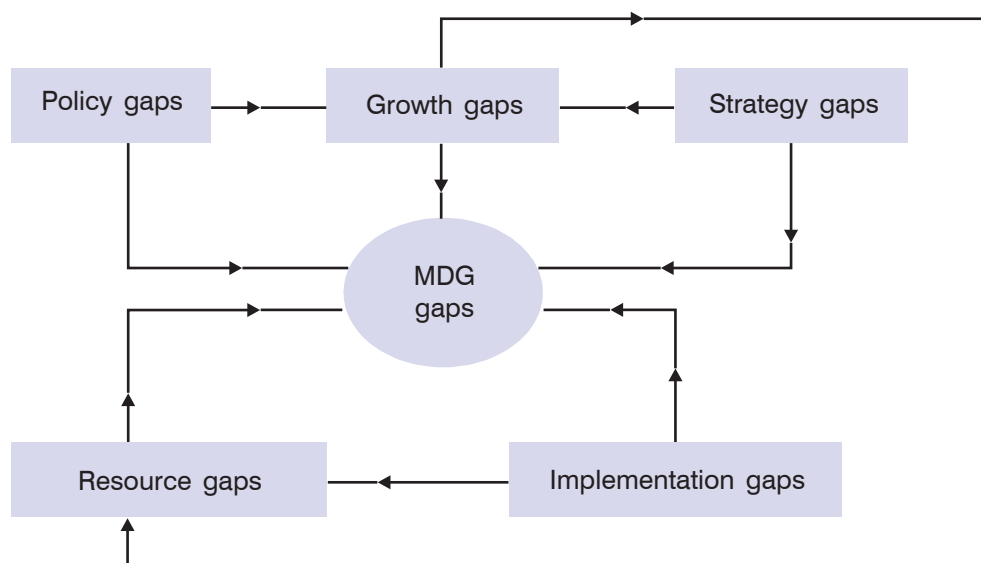 Policy gaps
Growth gaps
Strategy gaps
MDG
gaps
Resource gaps
Implementation gaps